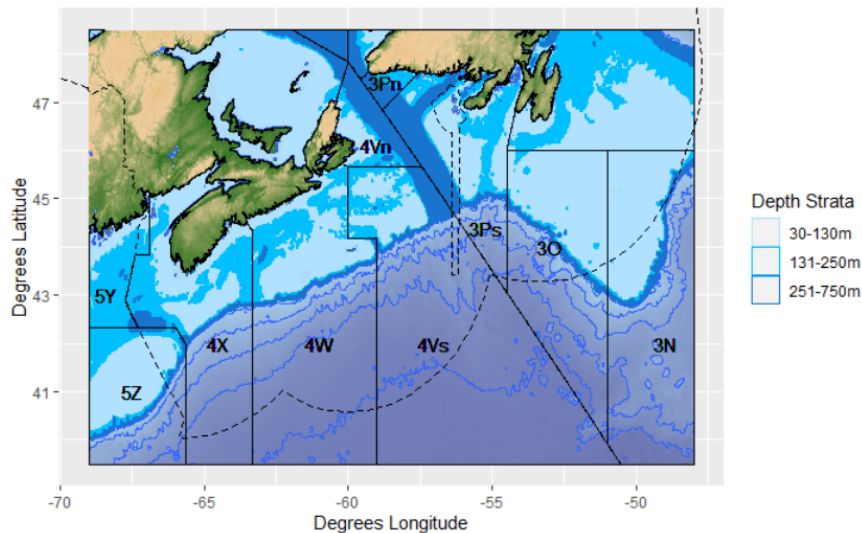 47
45
43
41
Degrees Latitude
-70
-65
-60
-55
-50
Degrees Longitude
3Pn
4Vn
3Ps
3O
5Y
4X
4W
4Vs
3N
5Z
Depth Strata
30-130m
131-250m
251-750m